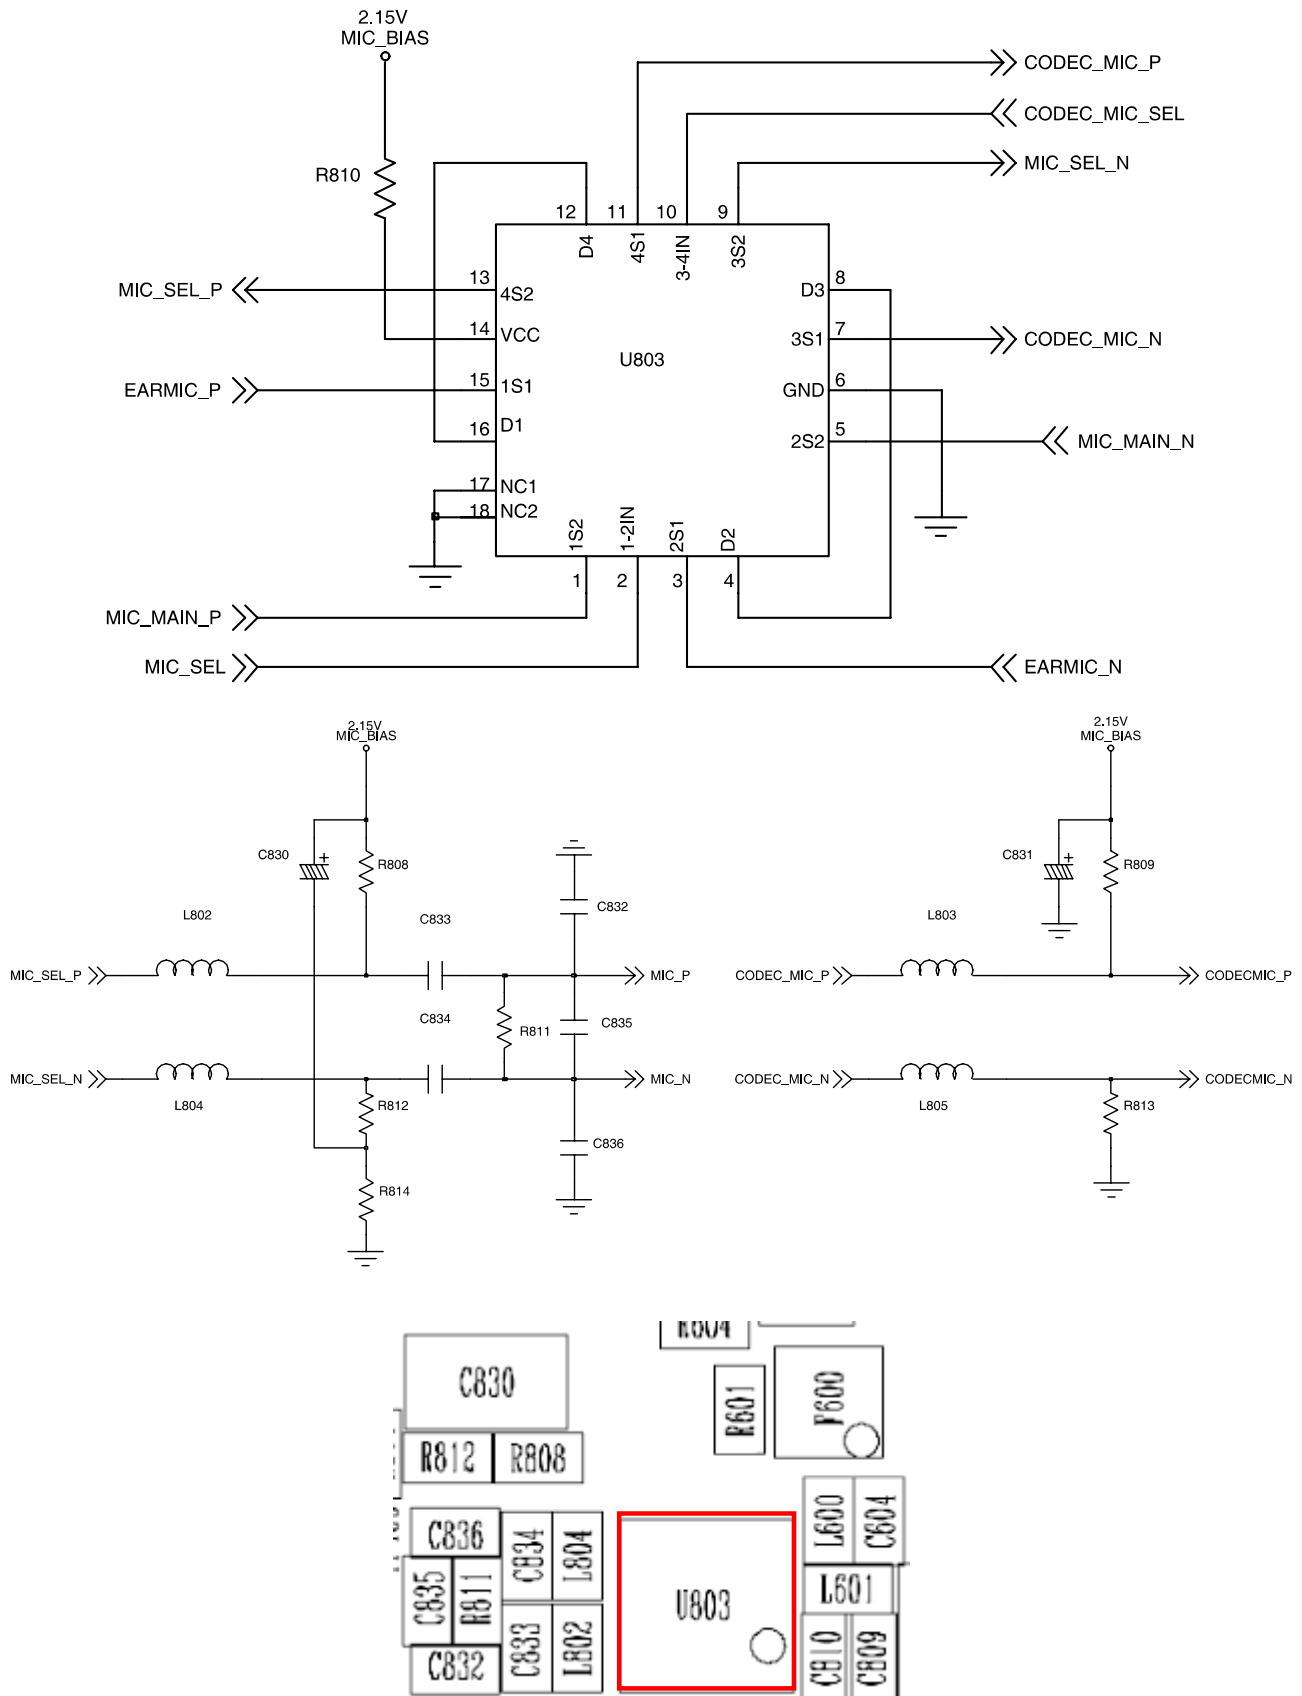 2.15V
MIC_BIAS
CODEC_MIC_P
CODEC_MIC_SEL
MIC_SEL_N
R810
12 11 10 9
D4 4S1 3-4IN 3S2
MIC_SEL_P 13 4S2
D3 8
14 VCC
3S1 7 CODEC_MIC_N
U803
EARMIC_P 15 1S1
GND 6
16 D1
2S2 5 MIC_MAIN_N
17 NC1
18 NC2
1S2 1-2IN 2S1 D2
1 2 3 4
MIC_MAIN_P
MIC_SEL
EARMIC_N
2.15V
MIC_BIAS
2.15V
MIC_BIAS
C830 + R808
C831 + R809
C832
L802
C833
L803
MIC_SEL_P
MIC_P
CODEC_MIC_P
CODECMIC_P
C834
R811
C835
MIC_SEL_N
MIC_N
CODEC_MIC_N
CODECMIC_N
L804
R812
L805
R813
C836
R814
R604
C830
R601
F600
R812 R808
L600 C604
C836 C834 L804
L601
C835 R811
U803
C833 L802
C832
C810 C809